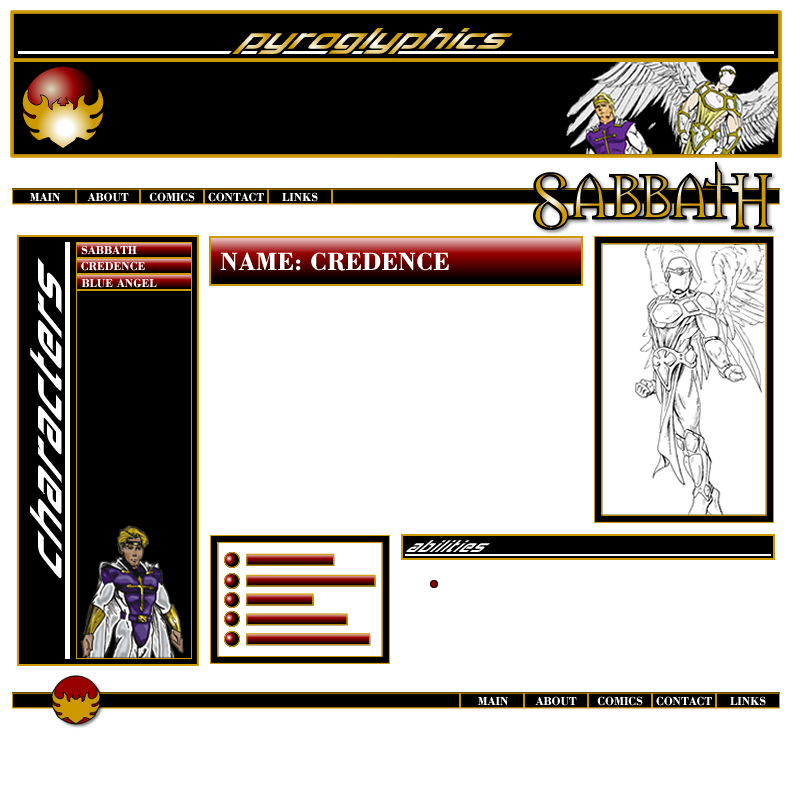 pyroglyphics
MAIN ABOUT COMICS CONTACT LINKS
SABBATH
characters
SABBATH
CREDENCE
BLUE ANGEL
NAME: CREDENCE
abilities
MAIN ABOUT COMICS CONTACT LINKS